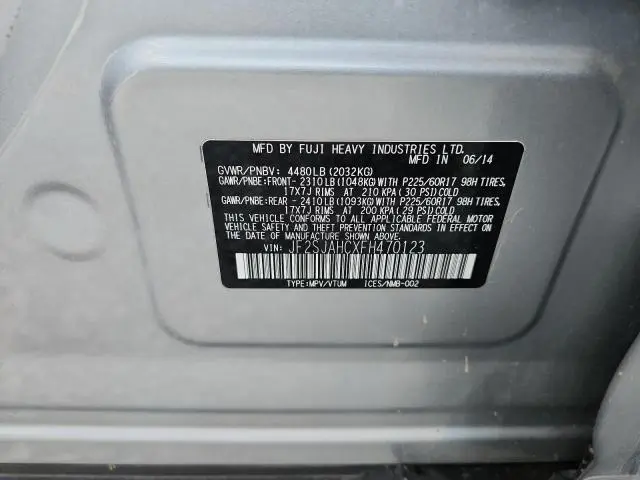 MFD BY FUJI HEAVY INDUSTRIES LTD.
MFD IN 06/14
GVWR/PNBV: 4480LB (2032KG)
GAWR/PNBE:FRONT- 2310LB (1048KG) WITH P225/60R17 98H TIRES,
17X7J RIMS AT 210 KPA ( 30 PSI) COLD
GAWR/PNBE:REAR - 2410LB (1093KG) WITH P225/60R17 98H TIRES,
17X7J RIMS AT 200 KPA ( 29 PSI) COLD
THIS VEHICLE CONFORMS TO ALL APPLICABLE FEDERAL MOTOR
VEHICLE SAFETY AND THEFT PREVENTION STANDARDS IN EFFECT
ON THE DATE OF MANUFACTURE SHOWN ABOVE.
VIN: JF2SJAHCXFH470123
TYPE:MPV/VTUM ICES/NMB-002